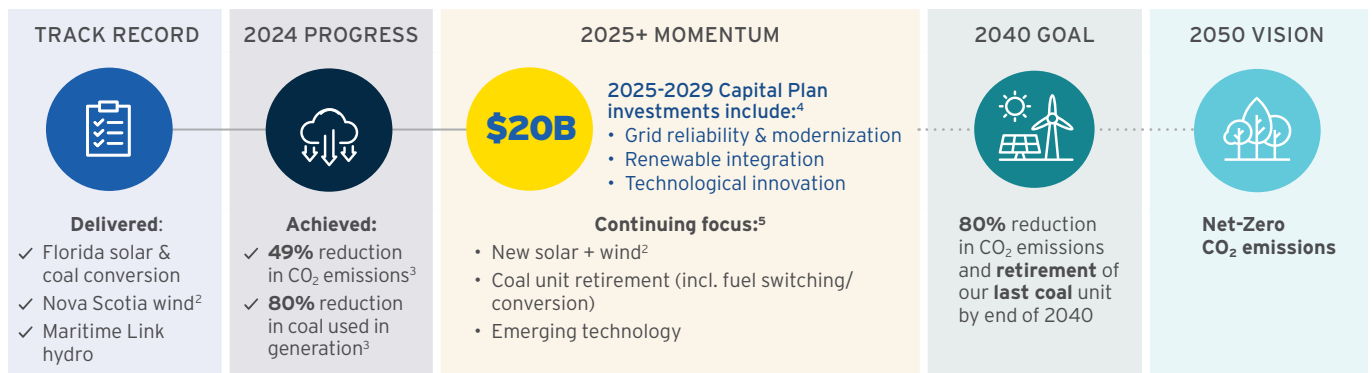 TRACK RECORD
Delivered:
✓ Florida solar &
coal conversion
✓ Nova Scotia wind²
✓ Maritime Link
hydro
2024 PROGRESS
Achieved:
✓ 49% reduction
in CO₂ emissions³
✓ 80% reduction
in coal used in
generation³
2025+ MOMENTUM
$20B
2025-2029 Capital Plan
investments include:⁴
• Grid reliability & modernization
• Renewable integration
• Technological innovation
Continuing focus:⁵
• New solar + wind²
• Coal unit retirement (incl. fuel switching/
conversion)
• Emerging technology
2040 GOAL
80% reduction
in CO₂ emissions
and retirement of
our last coal unit
by end of 2040
2050 VISION
Net-Zero
CO₂ emissions